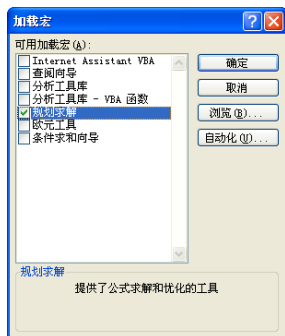 加载宏
可用加载宏(A):
Internet Assistant VBA
查阅向导
分析工具库
分析工具库 - VBA 函数
规划求解
欧元工具
条件求和向导
确定
取消
浏览(B)...
自动化(U)...
规划求解
提供了公式求解和优化的工具